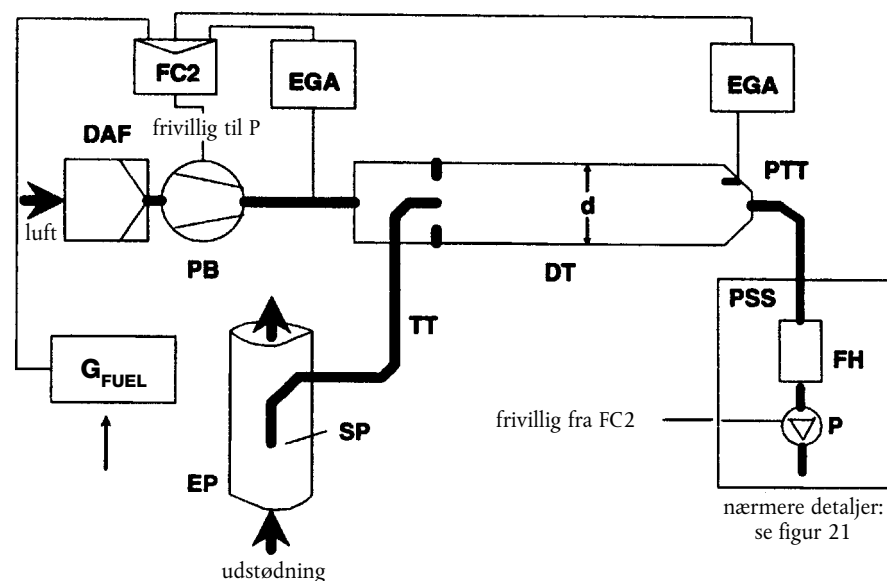 FC2
EGA
EGA
frivillig til P
DAF
PTT
luft
d
PB
DT
PSS
TT
G FUEL
FH
SP
frivillig fra FC2
P
EP
nærmere detaljer:
se figur 21
udstødning